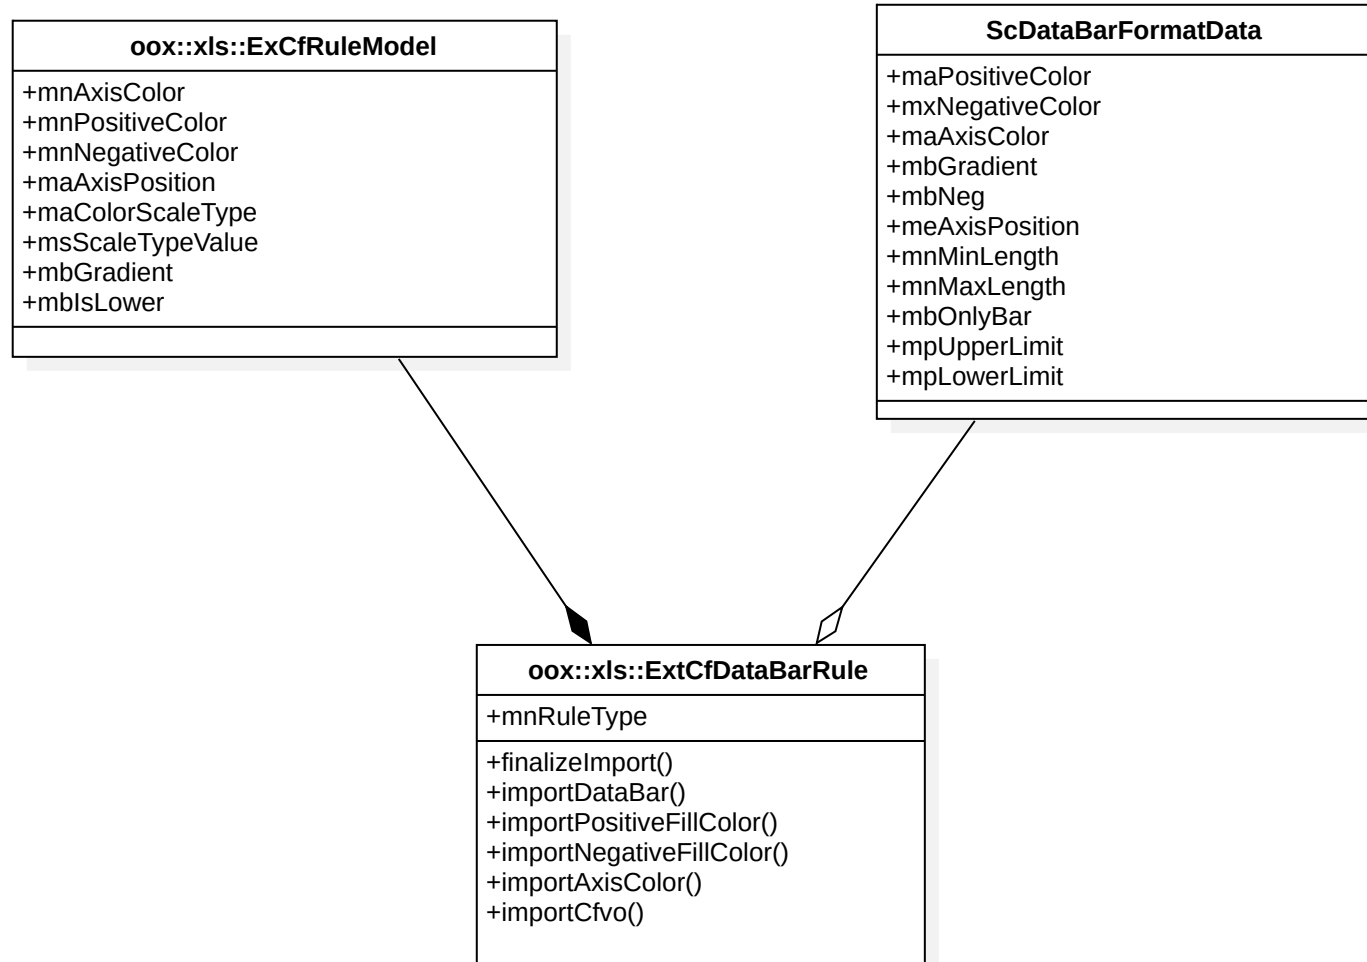 oox::xls::ExCfRuleModel
+mnAxisColor
+mnPositiveColor
+mnNegativeColor
+maAxisPosition
+maColorScaleType
+msScaleTypeValue
+mbGradient
+mbIsLower
ScDataBarFormatData
+maPositiveColor
+mxNegativeColor
+maAxisColor
+mbGradient
+mbNeg
+meAxisPosition
+mnMinLength
+mnMaxLength
+mbOnlyBar
+mpUpperLimit
+mpLowerLimit
oox::xls::ExtCfDataBarRule
+mnRuleType
+finalizeImport()
+importDataBar()
+importPositiveFillColor()
+importNegativeFillColor()
+importAxisColor()
+importCfvo()